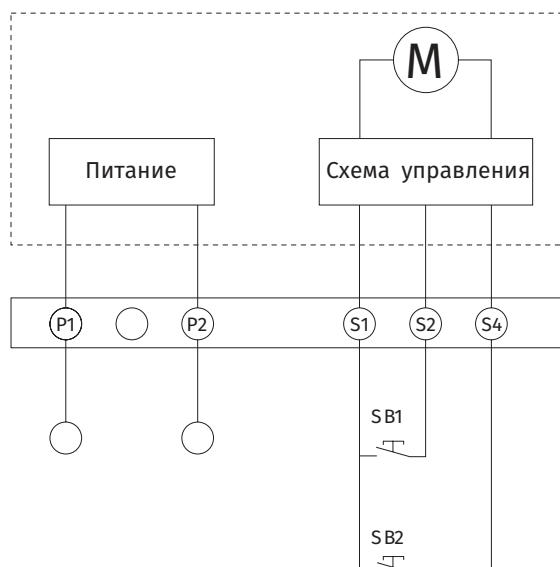 M
Питание
Схема управления
P1
P2
S1
S2
S4
SB1
SB2